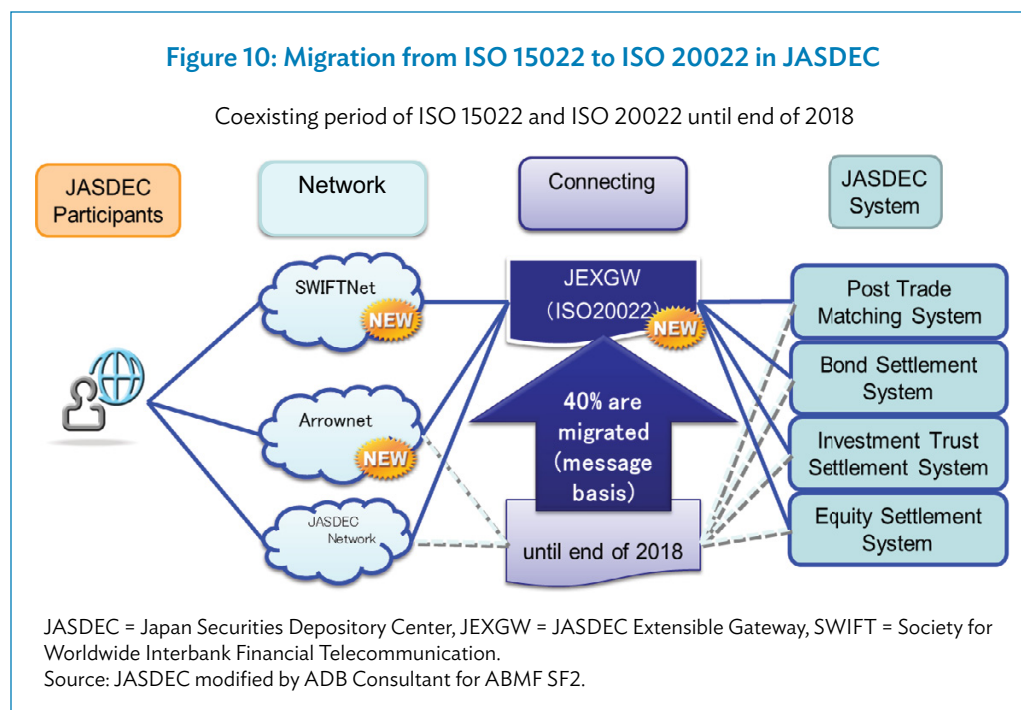 Figure 10: Migration from ISO 15022 to ISO 20022 in JASDEC
Coexisting period of ISO 15022 and ISO 20022 until end of 2018
JASDEC
Participants
Network
Connecting
JASDEC
System
SWIFTNet
NEW
Arrownet
NEW
JASDEC
Network
JEXGW
(ISO20022)
NEW
40% are
migrated
(message
basis)
until end of 2018
Post Trade
Matching System
Bond Settlement
System
Investment Trust
Settlement System
Equity Settlement
System
JASDEC = Japan Securities Depository Center, JEXGW = JASDEC Extensible Gateway, SWIFT = Society for
Worldwide Interbank Financial Telecommunication.
Source: JASDEC modified by ADB Consultant for ABMF SF2.